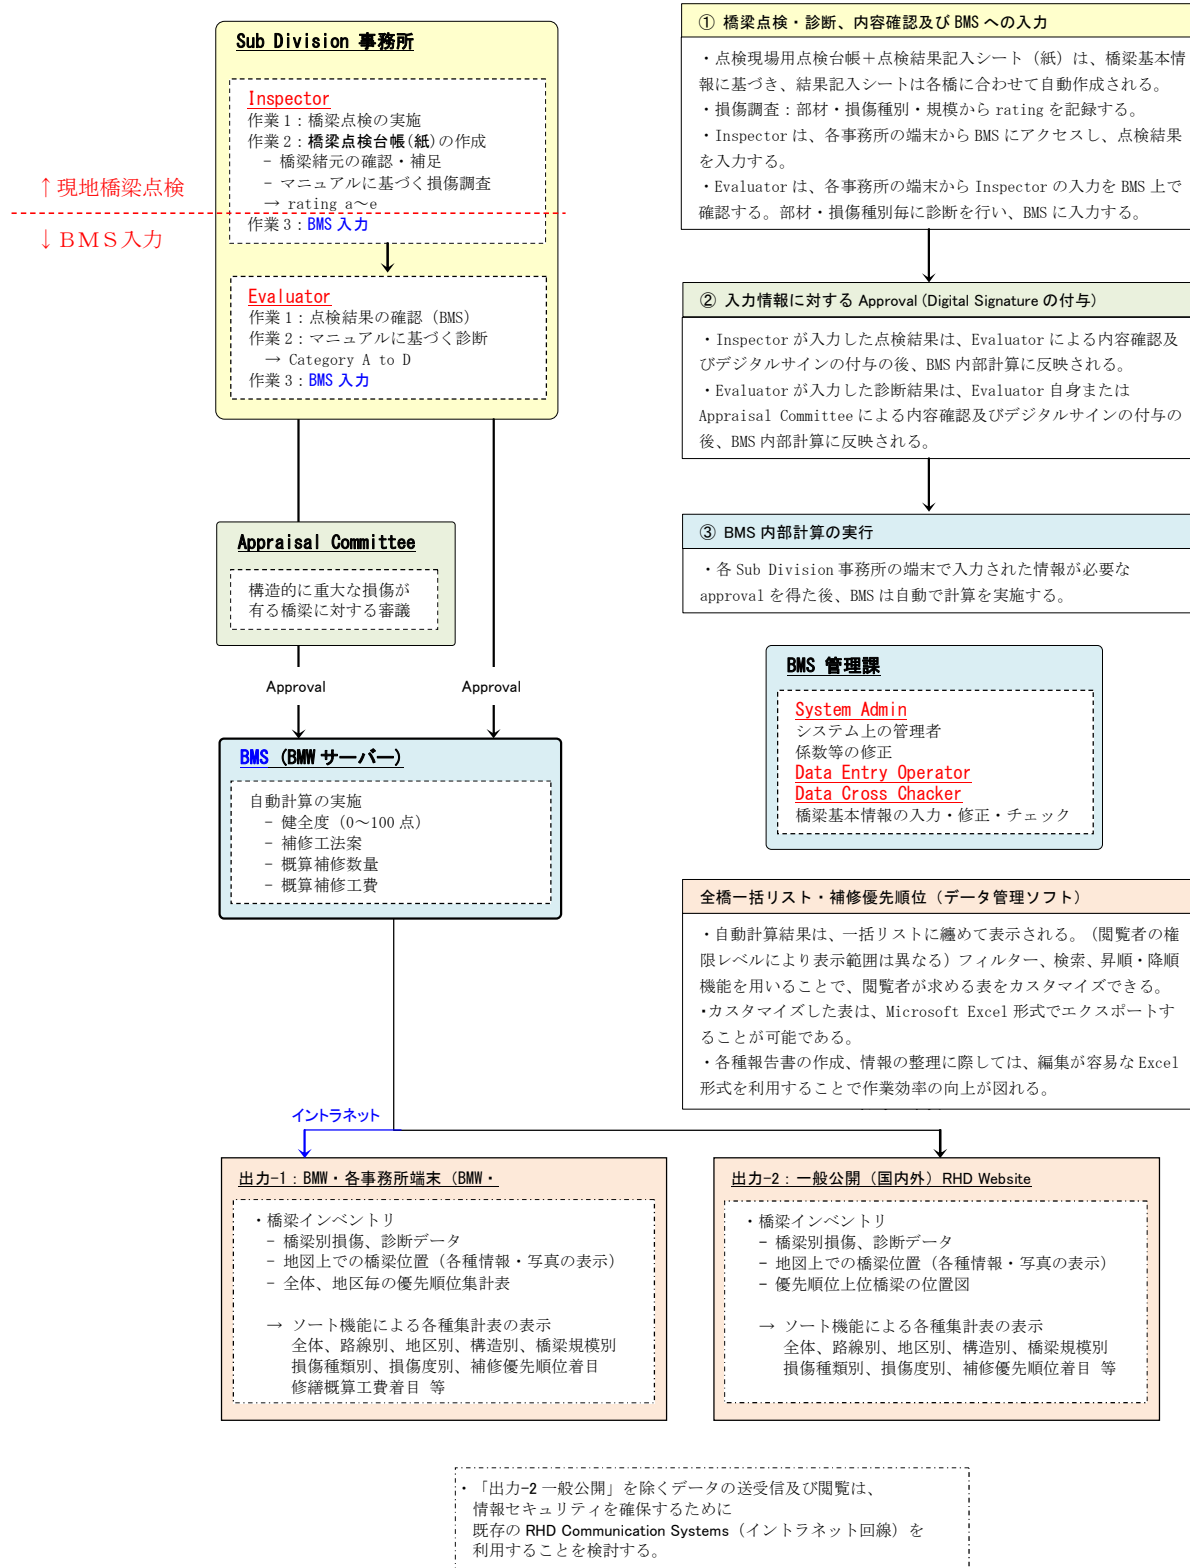 Sub Division 事務所
Inspector
作業 1：橋梁点検の実施
作業 2：橋梁点検台帳(紙)の作成
－ 橋梁緒元の確認・補足
－ マニュアルに基づく損傷調査
→ rating a～e
作業 3：BMS 入力
↑現地橋梁点検
↓ＢＭＳ入力
Evaluator
作業 1：点検結果の確認（BMS）
作業 2：マニュアルに基づく診断
→ Category A to D
作業 3：BMS 入力
Appraisal Committee
構造的に重大な損傷が
有る橋梁に対する審議
Approval
Approval
BMS (BMW サーバー)
自動計算の実施
－ 健全度（0～100 点）
－ 補修工法案
－ 概算補修数量
－ 概算補修工費
① 橋梁点検・診断、内容確認及び BMS への入力
・点検現場用点検台帳＋点検結果記入シート（紙）は、橋梁基本情
報に基づき、結果記入シートは各橋に合わせて自動作成される。
・損傷調査：部材・損傷種別・規模から rating を記録する。
・Inspector は、各事務所の端末から BMS にアクセスし、点検結果
を入力する。
・Evaluator は、各事務所の端末から Inspector の入力を BMS 上で
確認する。部材・損傷種別毎に診断を行い、BMS に入力する。
② 入力情報に対する Approval (Digital Signature の付与)
・Inspector が入力した点検結果は、Evaluator による内容確認及
びデジタルサインの付与の後、BMS 内部計算に反映される。
・Evaluator が入力した診断結果は、Evaluator 自身または
Appraisal Committee による内容確認及びデジタルサインの付与の
後、BMS 内部計算に反映される。
③ BMS 内部計算の実行
・各 Sub Division 事務所の端末で入力された情報が必要な
approval を得た後、BMS は自動で計算を実施する。
BMS 管理課
System Admin
システム上の管理者
係数等の修正
Data Entry Operator
Data Cross Chacker
橋梁基本情報の入力・修正・チェック
全橋一括リスト・補修優先順位（データ管理ソフト）
・自動計算結果は、一括リストに纏めて表示される。（閲覧者の権
限レベルにより表示範囲は異なる）フィルター、検索、昇順・降順
機能を用いることで、閲覧者が求める表をカスタマイズできる。
・カスタマイズした表は、Microsoft Excel 形式でエクスポートす
ることが可能である。
・各種報告書の作成、情報の整理に際しては、編集が容易な Excel
形式を利用することで作業効率の向上が図れる。
イントラネット
出力-1：BMW・各事務所端末（BMW・
・橋梁インベントリ
－ 橋梁別損傷、診断データ
－ 地図上での橋梁位置（各種情報・写真の表示）
－ 全体、地区毎の優先順位集計表
→ ソート機能による各種集計表の表示
全体、路線別、地区別、構造別、橋梁規模別
損傷種類別、損傷度別、補修優先順位着目
修繕概算工費着目 等
出力-2：一般公開（国内外）RHD Website
・橋梁インベントリ
－ 橋梁別損傷、診断データ
－ 地図上での橋梁位置（各種情報・写真の表示）
－ 優先順位上位橋梁の位置図
→ ソート機能による各種集計表の表示
全体、路線別、地区別、構造別、橋梁規模別
損傷種類別、損傷度別、補修優先順位着目 等
・「出力-2 一般公開」を除くデータの送受信及び閲覧は、
情報セキュリティを確保するために
既存の RHD Communication Systems（イントラネット回線）を
利用することを検討する。